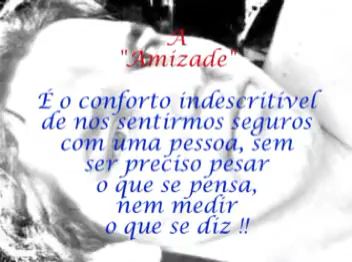 A
"Amizade"
É o conforto indescritível
de nos sentirmos seguros
com uma pessoa, sem
ser preciso pesar
o que se pensa,
nem medir
o que se diz !!